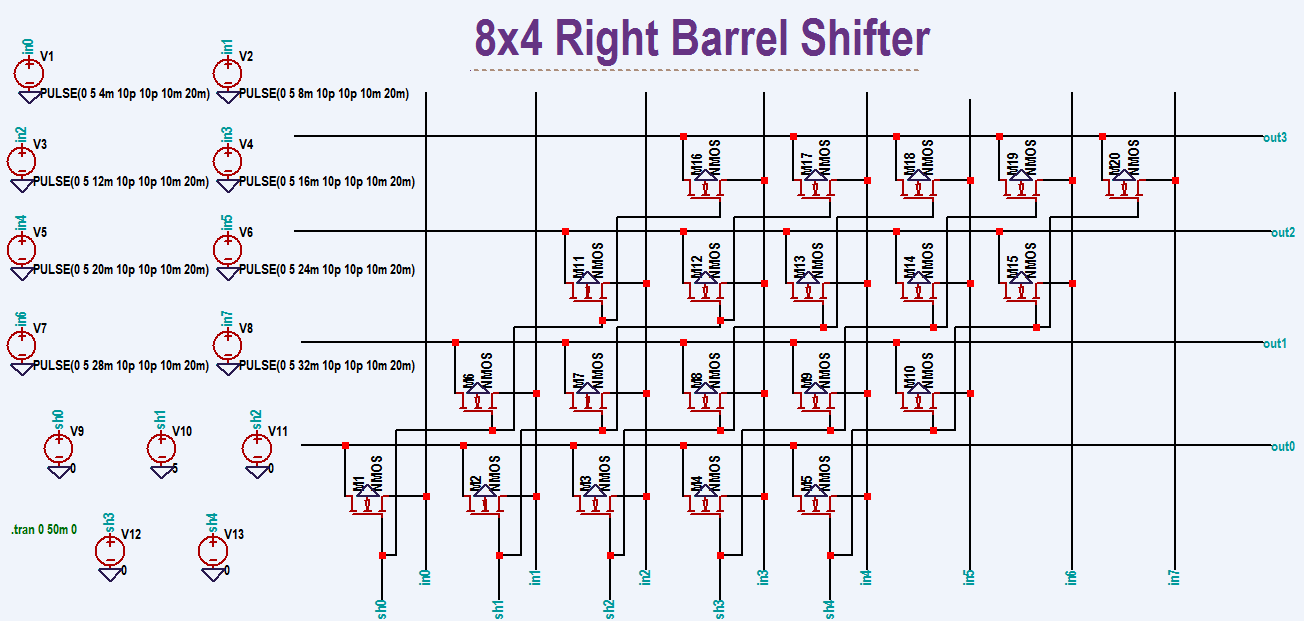 8x4 Right Barrel Shifter
in0
V1
PULSE(0 5 4m 10p 10p 10m 20m)
in1
V2
PULSE(0 5 8m 10p 10p 10m 20m)
in2
V3
PULSE(0 5 12m 10p 10p 10m 20m)
in3
V4
PULSE(0 5 16m 10p 10p 10m 20m)
in4
V5
PULSE(0 5 20m 10p 10p 10m 20m)
in5
V6
PULSE(0 5 24m 10p 10p 10m 20m)
in6
V7
PULSE(0 5 28m 10p 10p 10m 20m)
in7
V8
PULSE(0 5 32m 10p 10p 10m 20m)
sh0
V9
0
sh1
V10
5
sh2
V11
0
.tran 0 50m 0
sh3
V12
0
sh4
V13
0
out3
M16
NMOS
M17
NMOS
M18
NMOS
M19
NMOS
M20
NMOS
out2
M11
NMOS
M12
NMOS
M13
NMOS
M14
NMOS
M15
NMOS
out1
M6
NMOS
M7
NMOS
M8
NMOS
M9
NMOS
M10
NMOS
out0
M1
NMOS
M2
NMOS
M3
NMOS
M4
NMOS
M5
NMOS
in0
in1
in2
in3
in4
in5
in6
in7
sh0
sh1
sh2
sh3
sh4